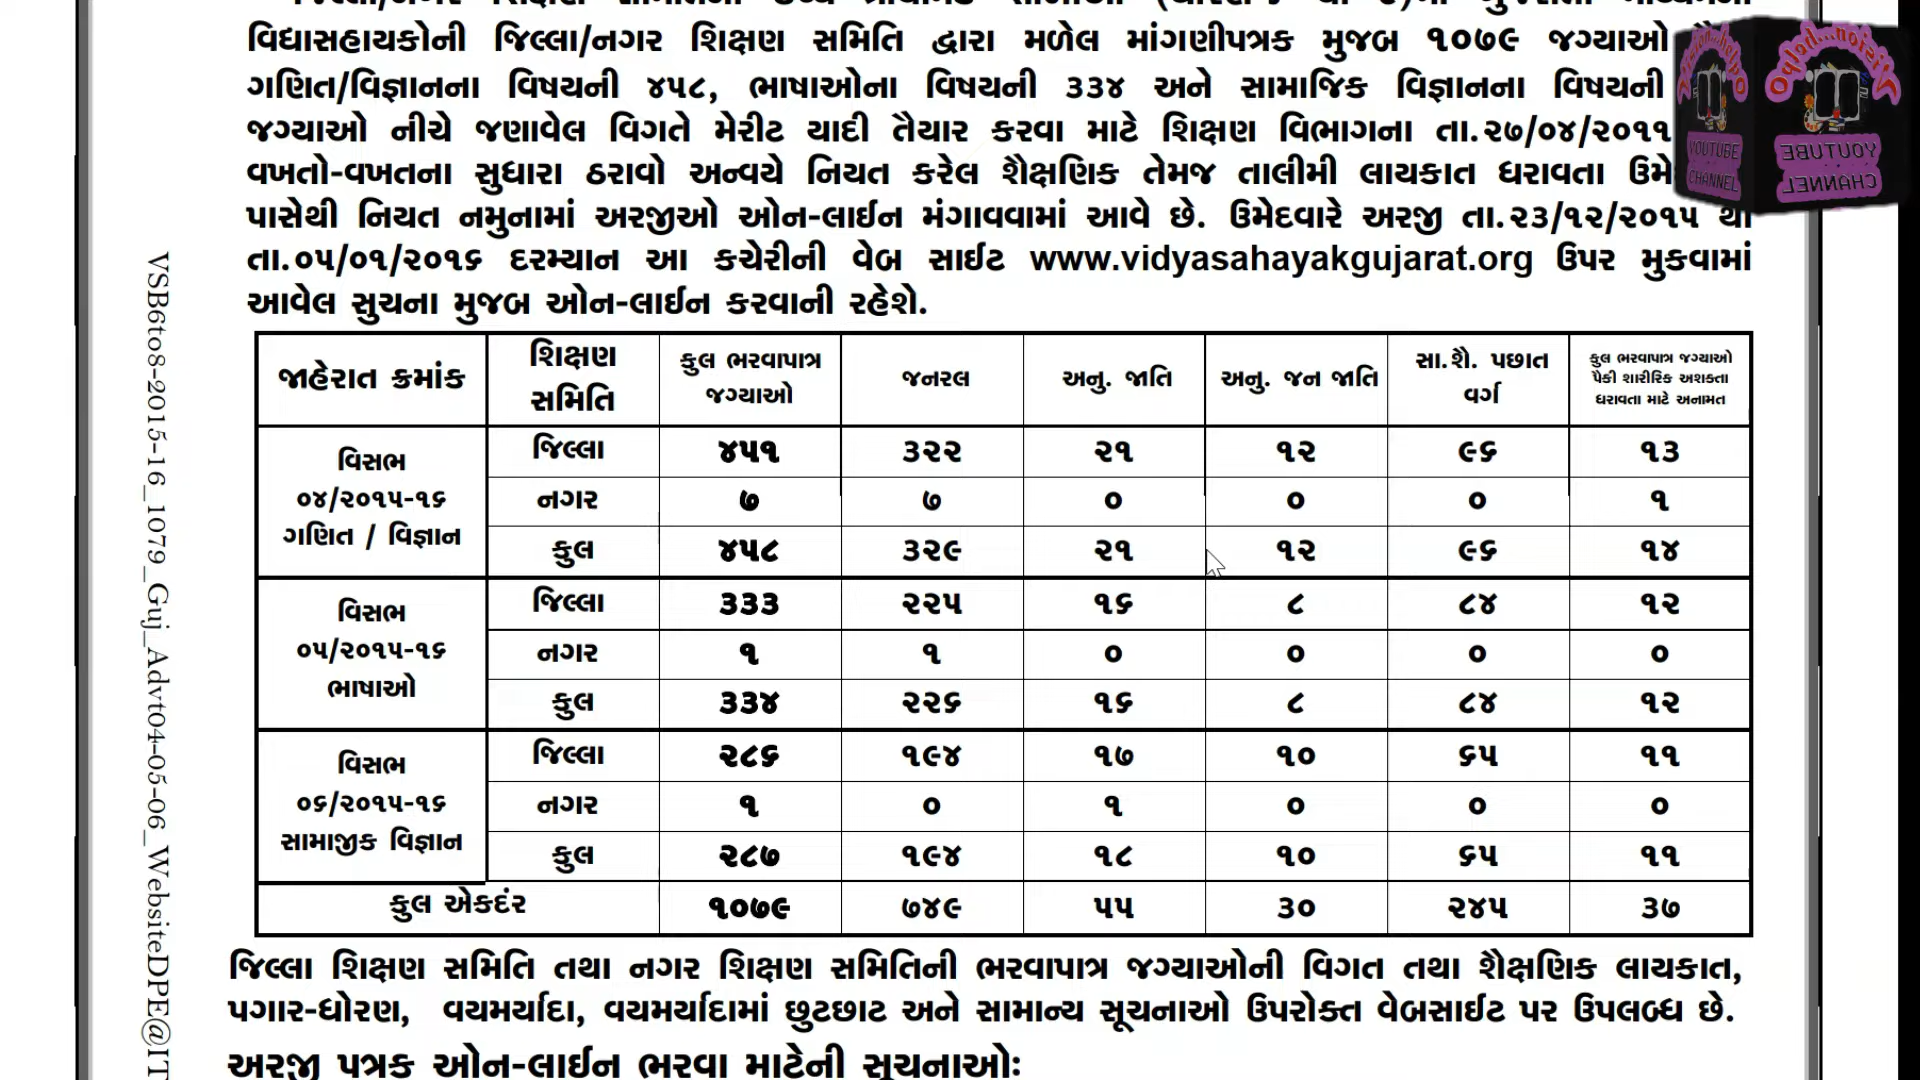 વિદ્યાસહાયકોની જિલ્લા/નગર શિક્ષણ સમિતિ દ્વારા મળેલ માંગણીપત્રક મુજબ ૧૦૭૯ જગ્યાઓ
ગણિત/વિજ્ઞાનના વિષયની ૪૫૮, ભાષાઓના વિષયની ૩૩૪ અને સામાજિક વિજ્ઞાનના વિષયની
જગ્યાઓ નીચે જણાવેલ વિગતે મેરીટ યાદી તૈયાર કરવા માટે શિક્ષણ વિભાગના તા.૨૭/૦૪/૨૦૧૧
વખતો-વખતના સુધારા ઠરાવો અન્વયે નિયત કરેલ શૈક્ષણિક તેમજ તાલીમી લાયકાત ધરાવતા
પાસેથી નિયત નમુનામાં અરજીઓ ઓન-લાઈન મંગાવવામાં આવે છે. ઉમેદવારે અરજી તા.૨૩/૧૨/૨૦૧૫ થી
તા.૦૫/૦૧/૨૦૧૬ દરમ્યાન આ કચેરીની વેબ સાઈટ www.vidyasahayakgujarat.org ઉપર મુકવામાં
આવેલ સુચના મુજબ ઓન-લાઈન કરવાની રહેશે.
જાહેરાત ક્રમાંક શિક્ષણ સમિતિ કુલ ભરવાપાત્ર જગ્યાઓ જનરલ અનુ. જાતિ અનુ. જન જાતિ સા.શૈ. પછાત વર્ગ કુલ ભરવાપાત્ર જગ્યાઓ પૈકી શારીરિક અશકતા ધરાવતા માટે અનામત
વિસભ ૦૪/૨૦૧૫-૧૬ ગણિત / વિજ્ઞાન જિલ્લા ૪૫૧ ૩૨૨ ૨૧ ૧૨ ૯૬ ૧૩
નગર ૭ ૭ ૦ ૦ ૦ ૧
કુલ ૪૫૮ ૩૨૯ ૨૧ ૧૨ ૯૬ ૧૪
વિસભ ૦૫/૨૦૧૫-૧૬ ભાષાઓ જિલ્લા ૩૩૩ ૨૨૫ ૧૬ ૮ ૮૪ ૧૨
નગર ૧ ૧ ૦ ૦ ૦ ૦
કુલ ૩૩૪ ૨૨૬ ૧૬ ૮ ૮૪ ૧૨
વિસભ ૦૬/૨૦૧૫-૧૬ સામાજીક વિજ્ઞાન જિલ્લા ૨૮૬ ૧૯૪ ૧૭ ૧૦ ૬૫ ૧૧
નગર ૧ ૦ ૧ ૦ ૦ ૦
કુલ ૨૮૭ ૧૯૪ ૧૮ ૧૦ ૬૫ ૧૧
કુલ એકદંર ૧૦૭૯ ૭૪૯ ૫૫ ૩૦ ૨૪૫ ૩૭
જિલ્લા શિક્ષણ સમિતિ તથા નગર શિક્ષણ સમિતિની ભરવાપાત્ર જગ્યાઓની વિગત તથા શૈક્ષણિક લાયકાત,
પગાર-ધોરણ, વયમર્યાદા, વયમર્યાદામાં છુટછાટ અને સામાન્ય સૂચનાઓ ઉપરોક્ત વેબસાઈટ પર ઉપલબ્ધ છે.
અરજી પત્રક ઓન-લાઈન ભરવા માટેની સૂચનાઓઃ
VSB6to8-2015-16_1079_Guj_Advt04-05-06_WebsiteDPE@IT
YOUTUBE
CHANNEL
YOUTUBE
CHANNEL